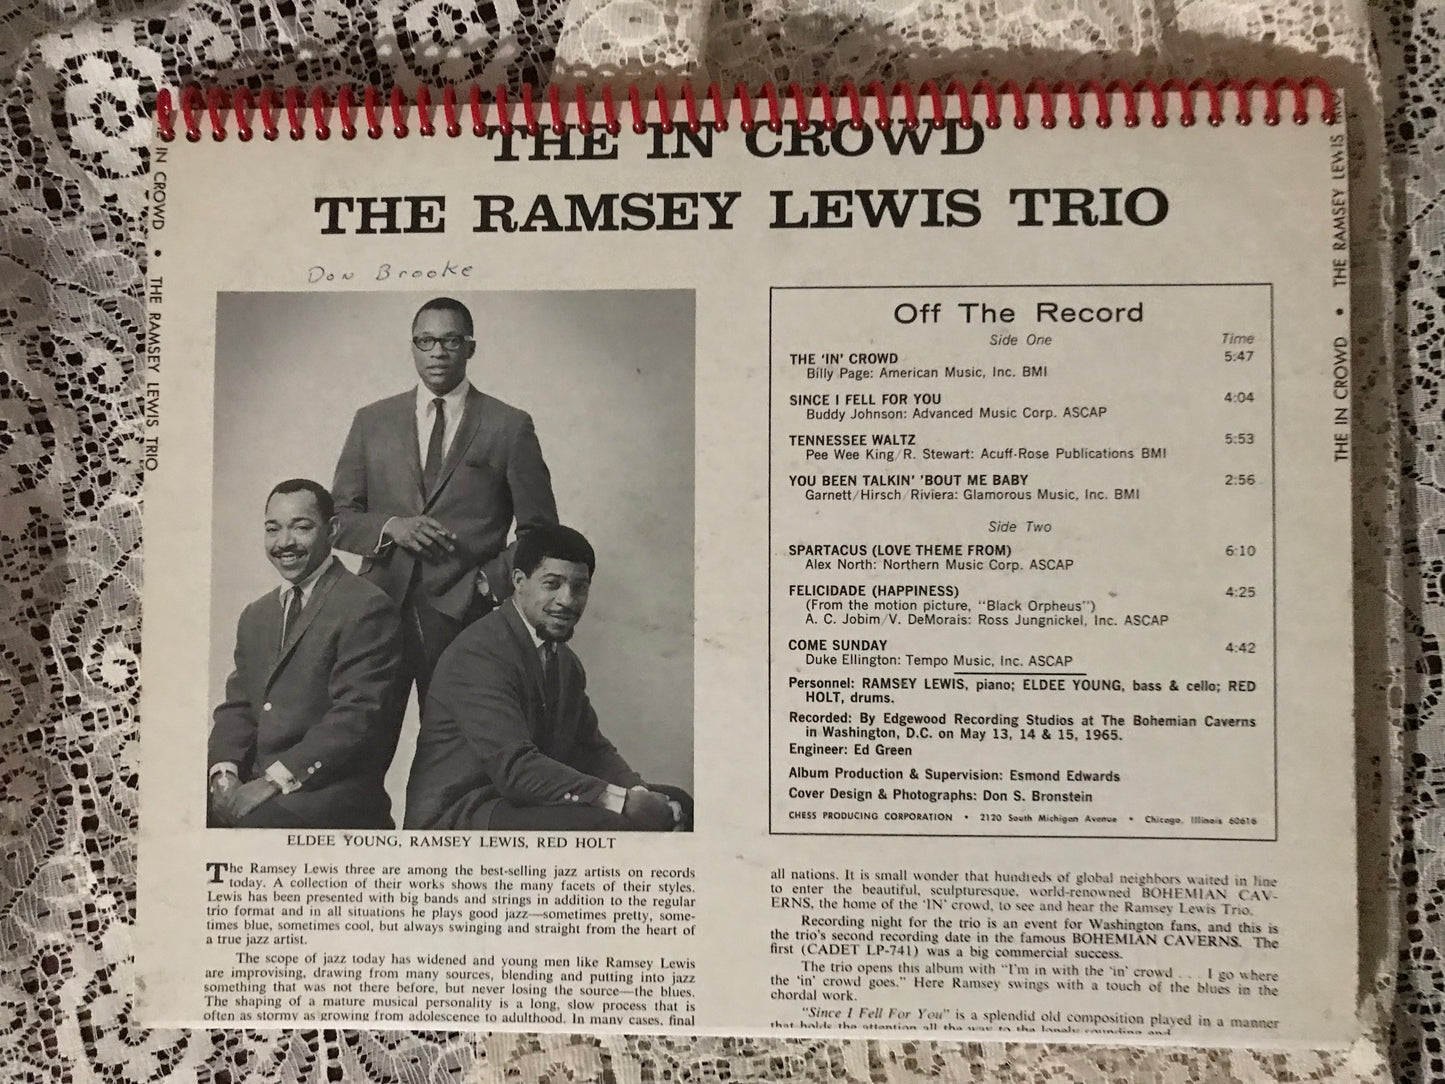 THE IN CROWD
THE RAMSEY LEWIS TRIO
IN CROWD • THE RAMSEY LEWIS TRIO
THE IN CROWD • THE RAMSEY LEWIS TRIO
Don Brooke
ELDEE YOUNG, RAMSEY LEWIS, RED HOLT
The Ramsey Lewis three are among the best-selling jazz artists on records
today. A collection of their works shows the many facets of their styles.
Lewis has been presented with big bands and strings in addition to the regular
trio format and in all situations he plays good jazz—sometimes pretty, some-
times blue, sometimes cool, but always swinging and straight from the heart of
a true jazz artist.
The scope of jazz today has widened and young men like Ramsey Lewis
are improvising, drawing from many sources, blending and putting into jazz
something that was not there before, but never losing the source—the blues.
The shaping of a mature musical personality is a long, slow process that is
often as stormy as growing from adolescence to adulthood. In many cases, final
Off The Record
Side One Time
THE 'IN' CROWD 5:47
Billy Page: American Music, Inc. BMI
SINCE I FELL FOR YOU 4:04
Buddy Johnson: Advanced Music Corp. ASCAP
TENNESSEE WALTZ 5:53
Pee Wee King/R. Stewart: Acuff-Rose Publications BMI
YOU BEEN TALKIN' 'BOUT ME BABY 2:56
Garnett/Hirsch/Riviera: Glamorous Music, Inc. BMI
Side Two
SPARTACUS (LOVE THEME FROM) 6:10
Alex North: Northern Music Corp. ASCAP
FELICIDADE (HAPPINESS) 4:25
(From the motion picture, "Black Orpheus")
A. C. Jobim/V. DeMorais: Ross Jungnickel, Inc. ASCAP
COME SUNDAY 4:42
Duke Ellington: Tempo Music, Inc. ASCAP
Personnel: RAMSEY LEWIS, piano; ELDEE YOUNG, bass & cello; RED
HOLT, drums.
Recorded: By Edgewood Recording Studios at The Bohemian Caverns
in Washington, D.C. on May 13, 14 & 15, 1965.
Engineer: Ed Green
Album Production & Supervision: Esmond Edwards
Cover Design & Photographs: Don S. Bronstein
CHESS PRODUCING CORPORATION • 2120 South Michigan Avenue • Chicago, Illinois 60616
all nations. It is small wonder that hundreds of global neighbors waited in line
to enter the beautiful, sculpturesque, world-renowned BOHEMIAN CAV-
ERNS, the home of the 'IN' crowd, to see and hear the Ramsey Lewis Trio.
Recording night for the trio is an event for Washington fans, and this is
the trio's second recording date in the famous BOHEMIAN CAVERNS. The
first (CADET LP-741) was a big commercial success.
The trio opens this album with "I'm in with the 'in' crowd . . . I go where
the 'in' crowd goes." Here Ramsey swings with a touch of the blues in the
chordal work.
"Since I Fell For You" is a splendid old composition played in a manner
that holds the attention all the way to the lonely sounding end